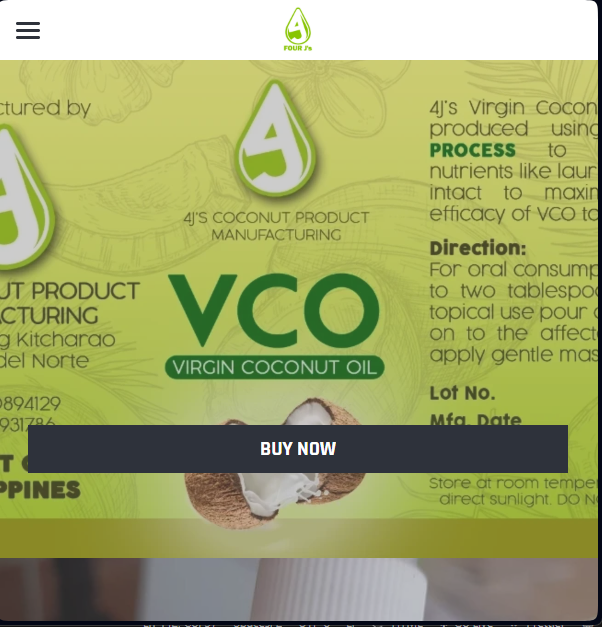 FOUR J's
ctured by
4J'S COCONUT PRODUCT
MANUFACTURING
VCO
VIRGIN COCONUT OIL
UT PRODUCT
CTURING
g Kitcharao
del Norte
0894129
931786
T
PPINES
4J's Virgin Cocon
produced using
PROCESS to
nutrients like laur
intact to maxim
efficacy of VCO to
Direction:
For oral consump
to two tablespoo
topical use pour
on to the affect
apply gentle mas
Lot No.
Mfg. Date
BUY NOW
Store at room temper
direct sunlight. DO N